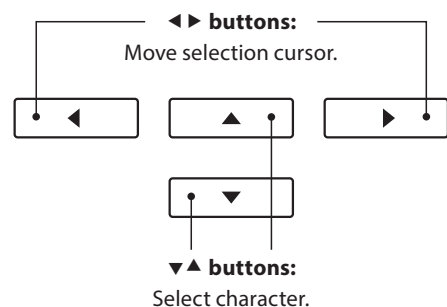 ◀ ▶ buttons:
Move selection cursor.
◀
▲
▶
▼
▼▲ buttons:
Select character.